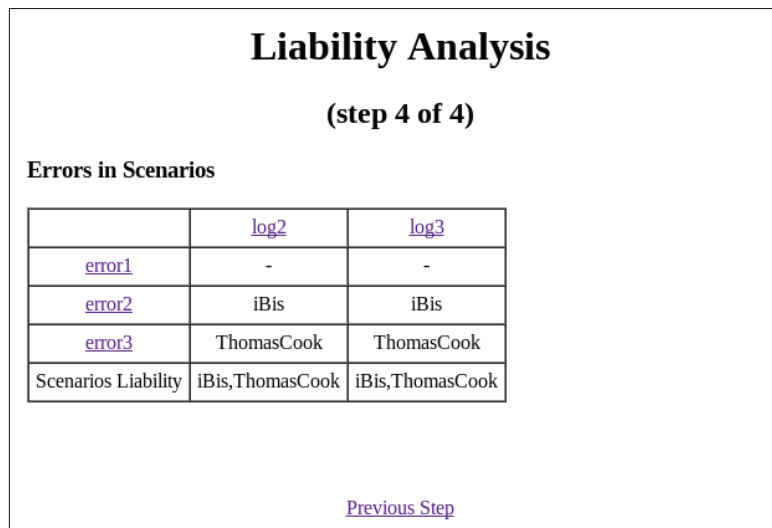 Liability Analysis
(step 4 of 4)
Errors in Scenarios
log2 log3
error1 - -
error2 iBis iBis
error3 ThomasCook ThomasCook
Scenarios Liability iBis,ThomasCook iBis,ThomasCook
Previous Step